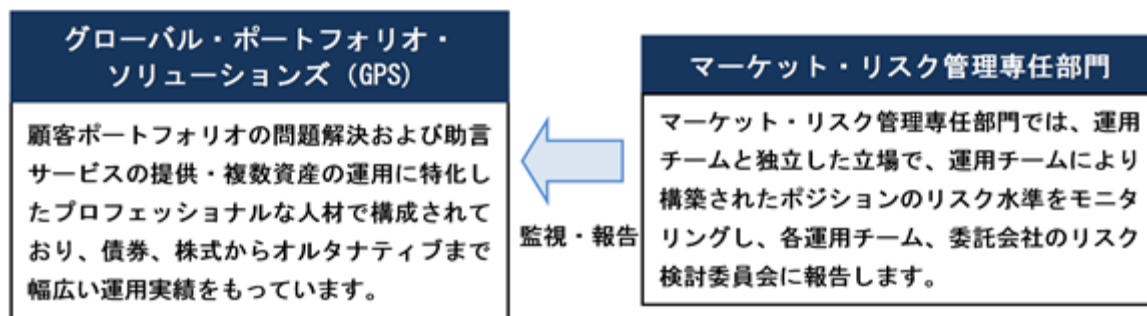 グローバル・ポートフォリオ・
ソリューションズ (GPS)
顧客ポートフォリオの問題解決および助言
サービスの提供・複数資産の運用に特化し
たプロフェッショナルな人材で構成されて
おり、債券、株式からオルタナティブまで
幅広い運用実績をもっています。
監視・報告
マーケット・リスク管理専任部門
マーケット・リスク管理専任部門では、運用
チームと独立した立場で、運用チームにより
構築されたポジションのリスク水準をモニタ
リングし、各運用チーム、委託会社のリスク
検討委員会に報告します。